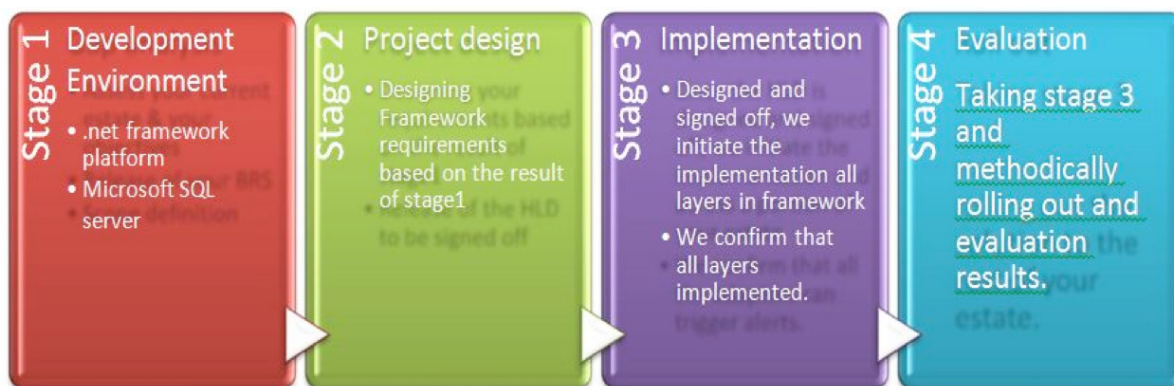 Stage 1
Development
Environment
• .net framework
platform
• Microsoft SQL
server
Stage 2
Project design
• Designing
Framework
requirements
based on the result
of stage1
Stage 3
Implementation
• Designed and
signed off, we
initiate the
implementation all
layers in framework
• We confirm that
all layers
implemented.
Stage 4
Evaluation
Taking stage 3
and
methodically
rolling out and
evaluation
results.